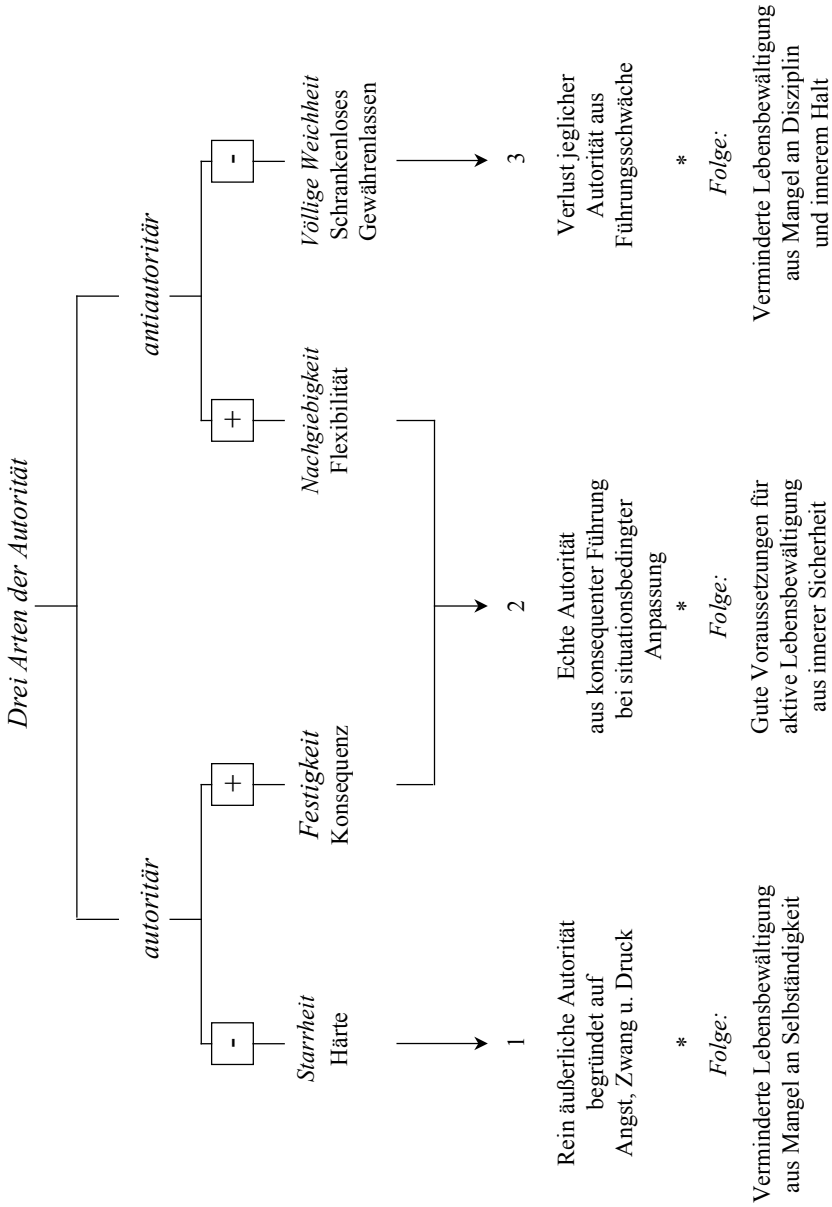 Drei Arten der Autorität
autoritär
antiautoritär
-
+
+
-
Starrheit
Härte
Festigkeit
Konsequenz
Nachgiebigkeit
Flexibilität
Völlige Weichheit
Schrankenloses
Gewährenlassen
1
Rein äußerliche Autorität
begründet auf
Angst, Zwang u. Druck
*
Folge:
Verminderte Lebensbewältigung
aus Mangel an Selbständigkeit
2
Echte Autorität
aus konsequenter Führung
bei situationsbedingter
Anpassung
*
Folge:
Gute Voraussetzungen für
aktive Lebensbewältigung
aus innerer Sicherheit
3
Verlust jeglicher
Autorität aus
Führungsschwäche
*
Folge:
Verminderte Lebensbewältigung
aus Mangel an Disziplin
und innerem Halt